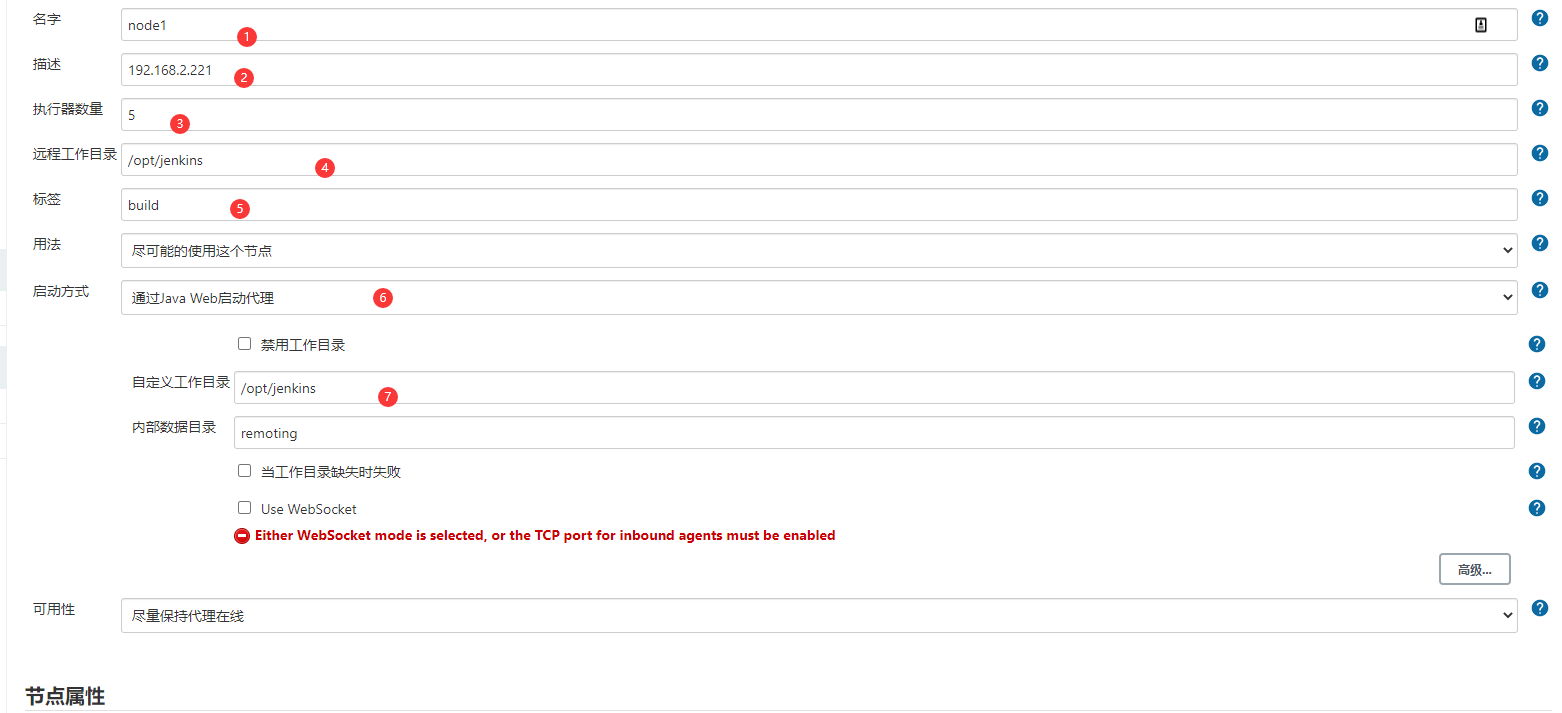 名字 node1 1
描述 192.168.2.221 2
执行器数量 5 3
远程工作目录 /opt/jenkins 4
标签 build 5
用法 尽可能的使用这个节点
启动方式 通过Java Web启动代理 6
禁用工作目录
自定义工作目录 /opt/jenkins 7
内部数据目录 remoting
当工作目录缺失时失败
Use WebSocket
Either WebSocket mode is selected, or the TCP port for inbound agents must be enabled
高级...
可用性 尽量保持代理在线
节点属性